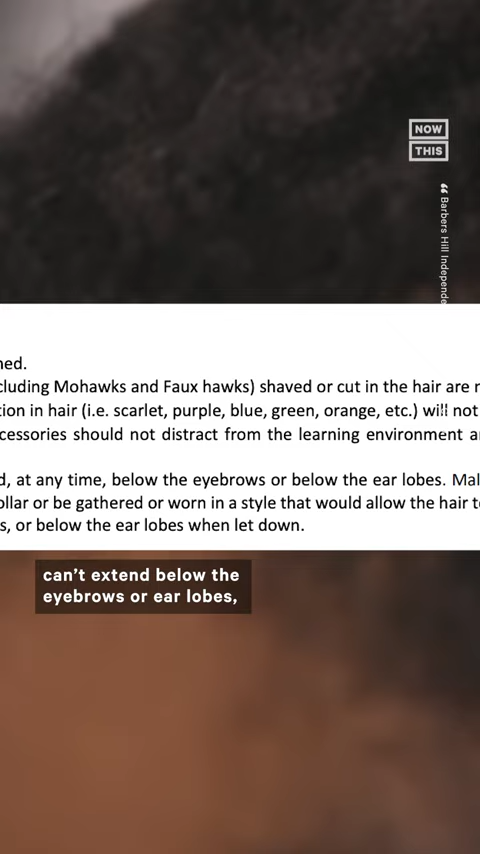 NOW
THIS
“ Barbers Hill Independe
ned.
cluding Mohawks and Faux hawks) shaved or cut in the hair are
tion in hair (i.e. scarlet, purple, blue, green, orange, etc.) will not
cessories should not distract from the learning environment a
d, at any time, below the eyebrows or below the ear lobes. Mal
ollar or be gathered or worn in a style that would allow the hair t
s, or below the ear lobes when let down.
can’t extend below the
eyebrows or ear lobes,